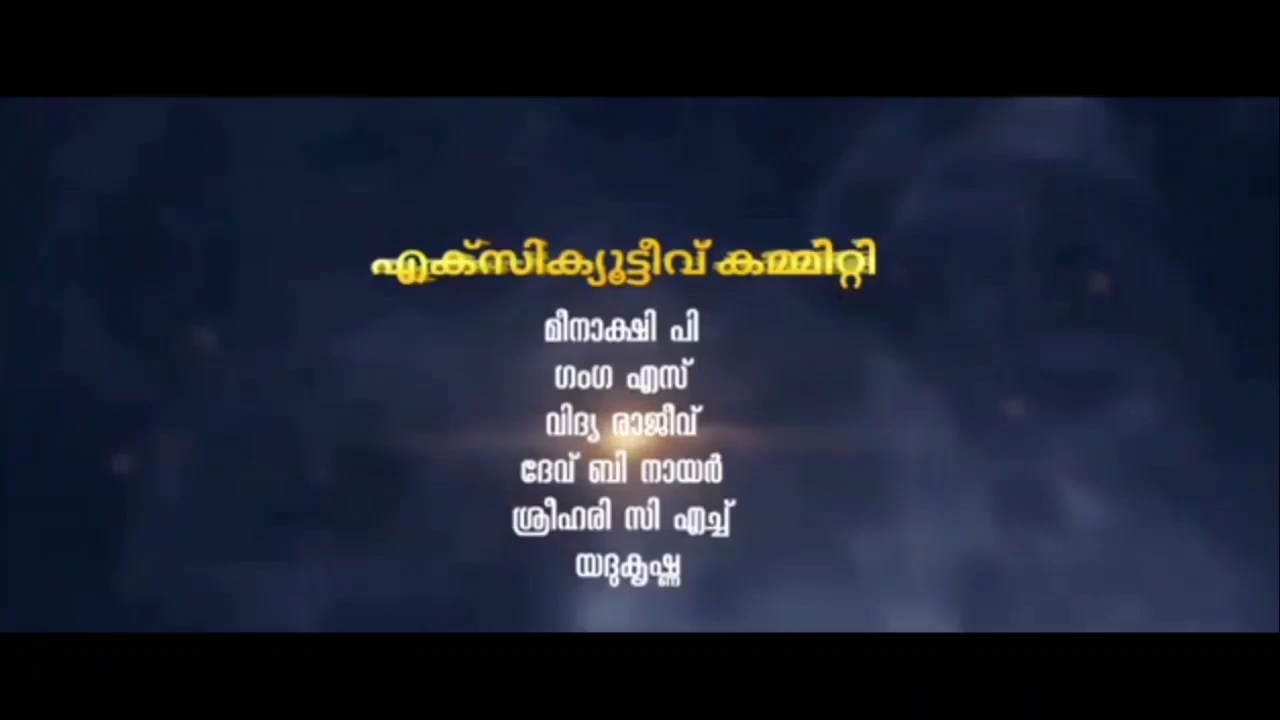 എക്സിക്യൂട്ടീവ് കമ്മിറ്റി
മീനാക്ഷി പി
ഗംഗ എസ്
വിദ്യ രാജീവ്
ദേവ് ബി നായർ
ശ്രീഹരി സി എച്ച്
യദുകൃഷ്ണ